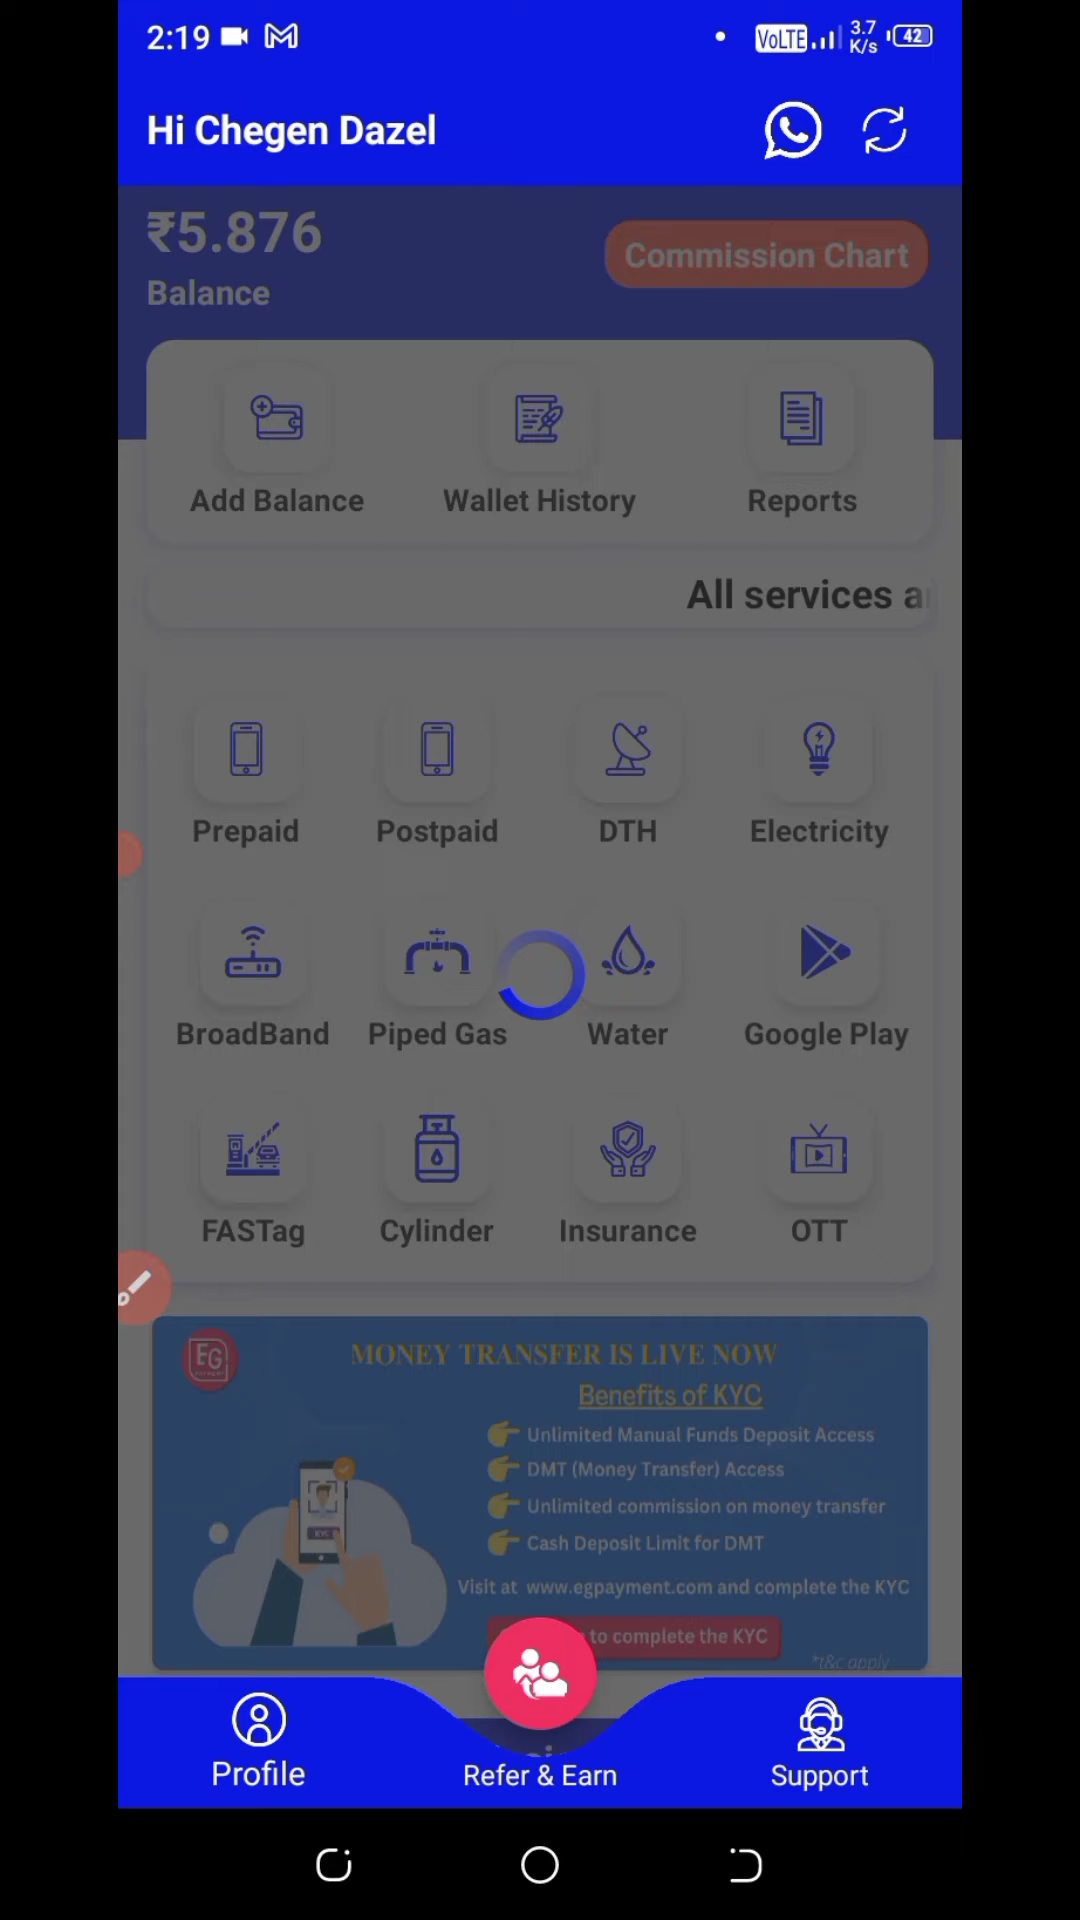 2:19
VoLTE
3.7
K/s
42
Hi Chegen Dazel
₹5.876
Balance
Commission Chart
Add Balance
Wallet History
Reports
All services
Prepaid
Postpaid
DTH
Electricity
BroadBand
Piped Gas
Water
Google Play
FASTag
Cylinder
Insurance
OTT
EG
MONEY TRANSFER IS LIVE NOW
Benefits of KYC
Unlimited Manual Funds Deposit Access
DMT (Money Transfer) Access
Unlimited commission on money transfer
Cash Deposit Limit for DMT
KYC
Visit at www.egpayment.com and complete the KYC
to complete the KYC
*t&c apply
Profile
Refer & Earn
Support